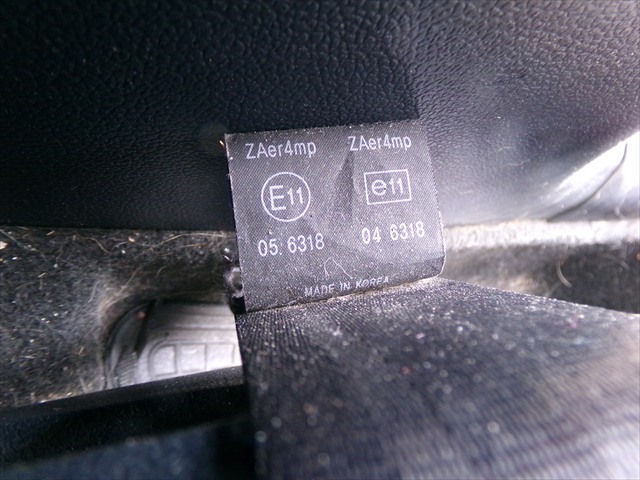 ZAer4mp ZAer4mp
E11 e11
05 6318 04 6318
MADE IN KOREA